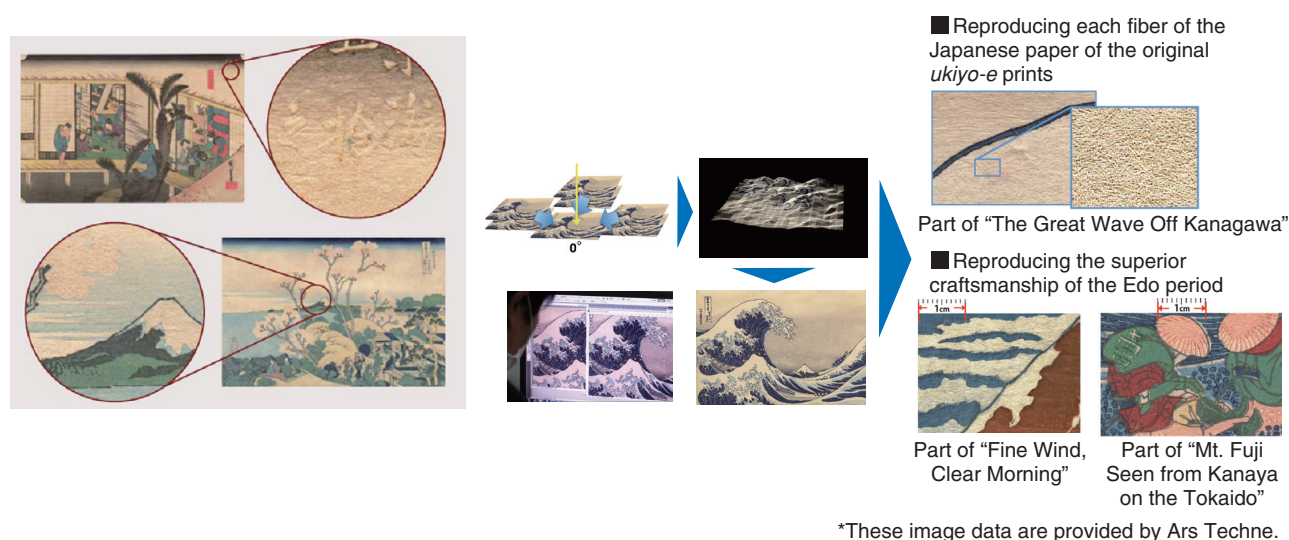 0°
■ Reproducing each fiber of the
Japanese paper of the original
ukiyo-e prints
Part of “The Great Wave Off Kanagawa”
■ Reproducing the superior
craftsmanship of the Edo period
1cm
1cm
Part of “Fine Wind,
Clear Morning”
Part of “Mt. Fuji
Seen from Kanaya
on the Tokaido”
*These image data are provided by Ars Techne.